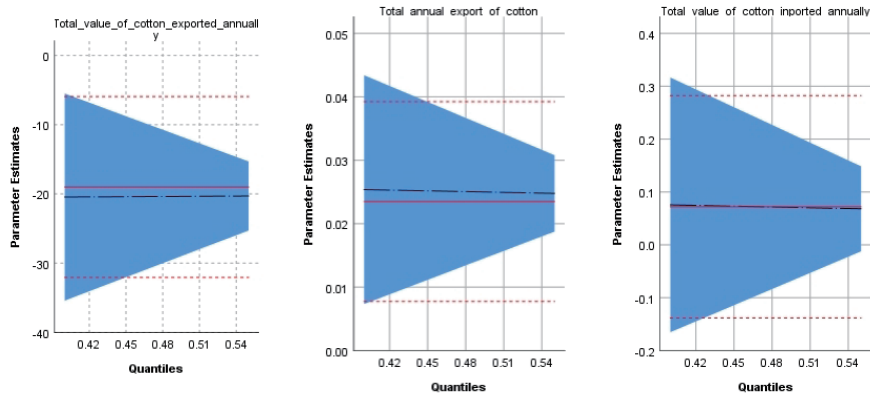 Total_value_of_cotton_exported_annuall
y
0
-10
-20
-30
-40
Parameter Estimates
0.42 0.45 0.48 0.51 0.54
Quantiles
Total annual export of cotton
0.05
0.04
0.03
0.02
0.01
0.00
Parameter Estimates
0.42 0.45 0.48 0.51 0.54
Quantiles
Total value of cotton inported annually
0.4
0.3
0.2
0.1
0.0
-0.1
-0.2
Parameter Estimates
0.42 0.45 0.48 0.51 0.54
Quantiles